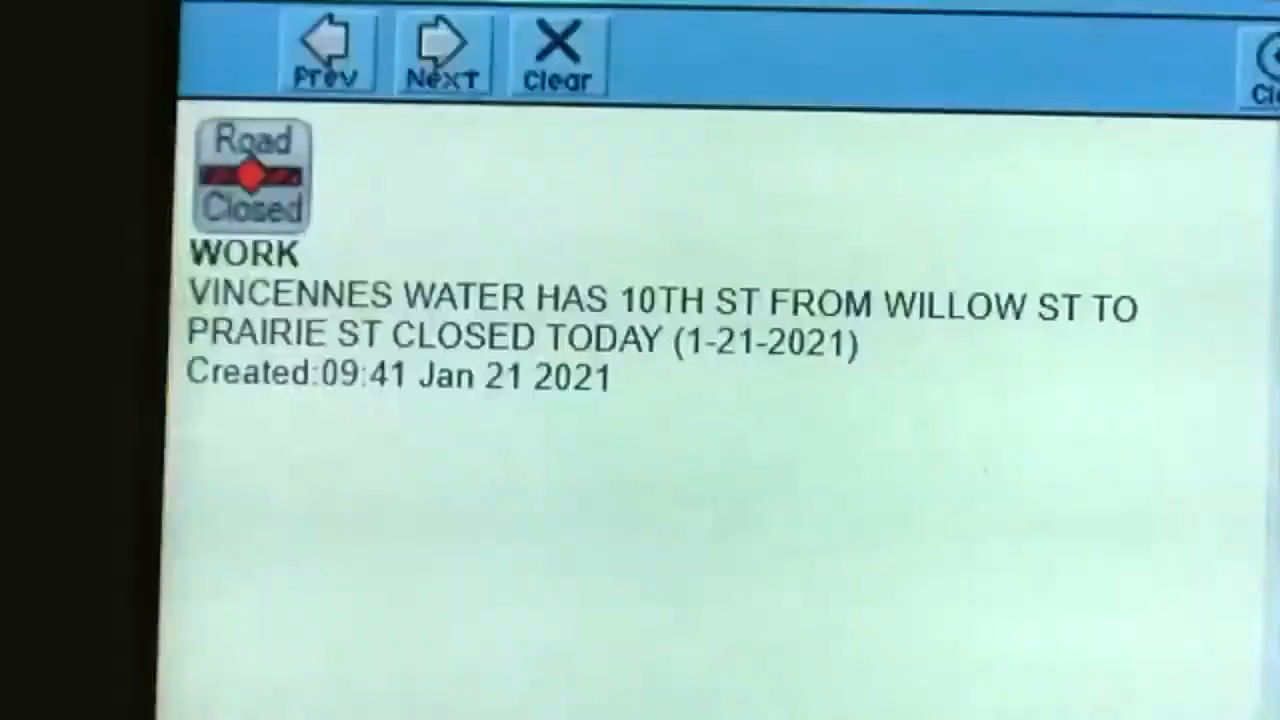 Prev Next Clear
Road
Closed
WORK
VINCENNES WATER HAS 10TH ST FROM WILLOW ST TO
PRAIRIE ST CLOSED TODAY (1-21-2021)
Created:09:41 Jan 21 2021